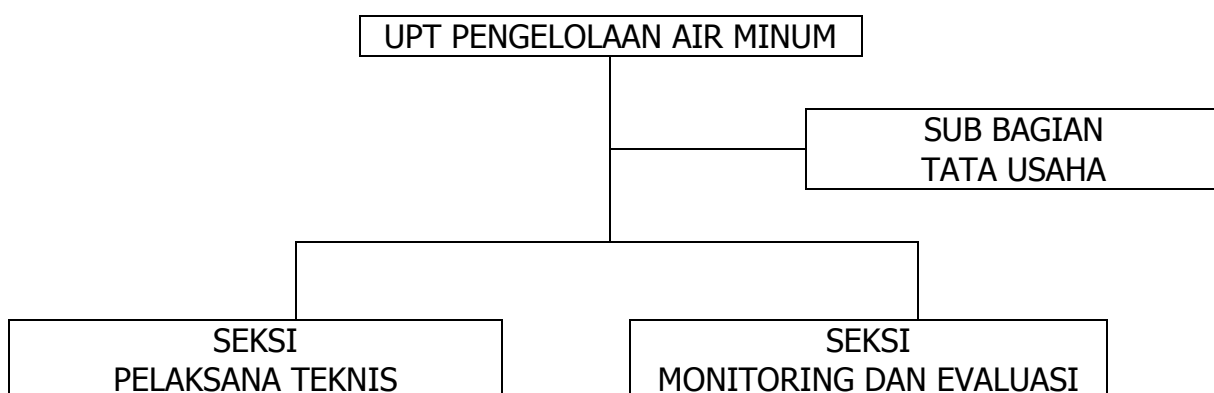 UPT PENGELOLAAN AIR MINUM
SUB BAGIAN
TATA USAHA
SEKSI
PELAKSANA TEKNIS
SEKSI
MONITORING DAN EVALUASI